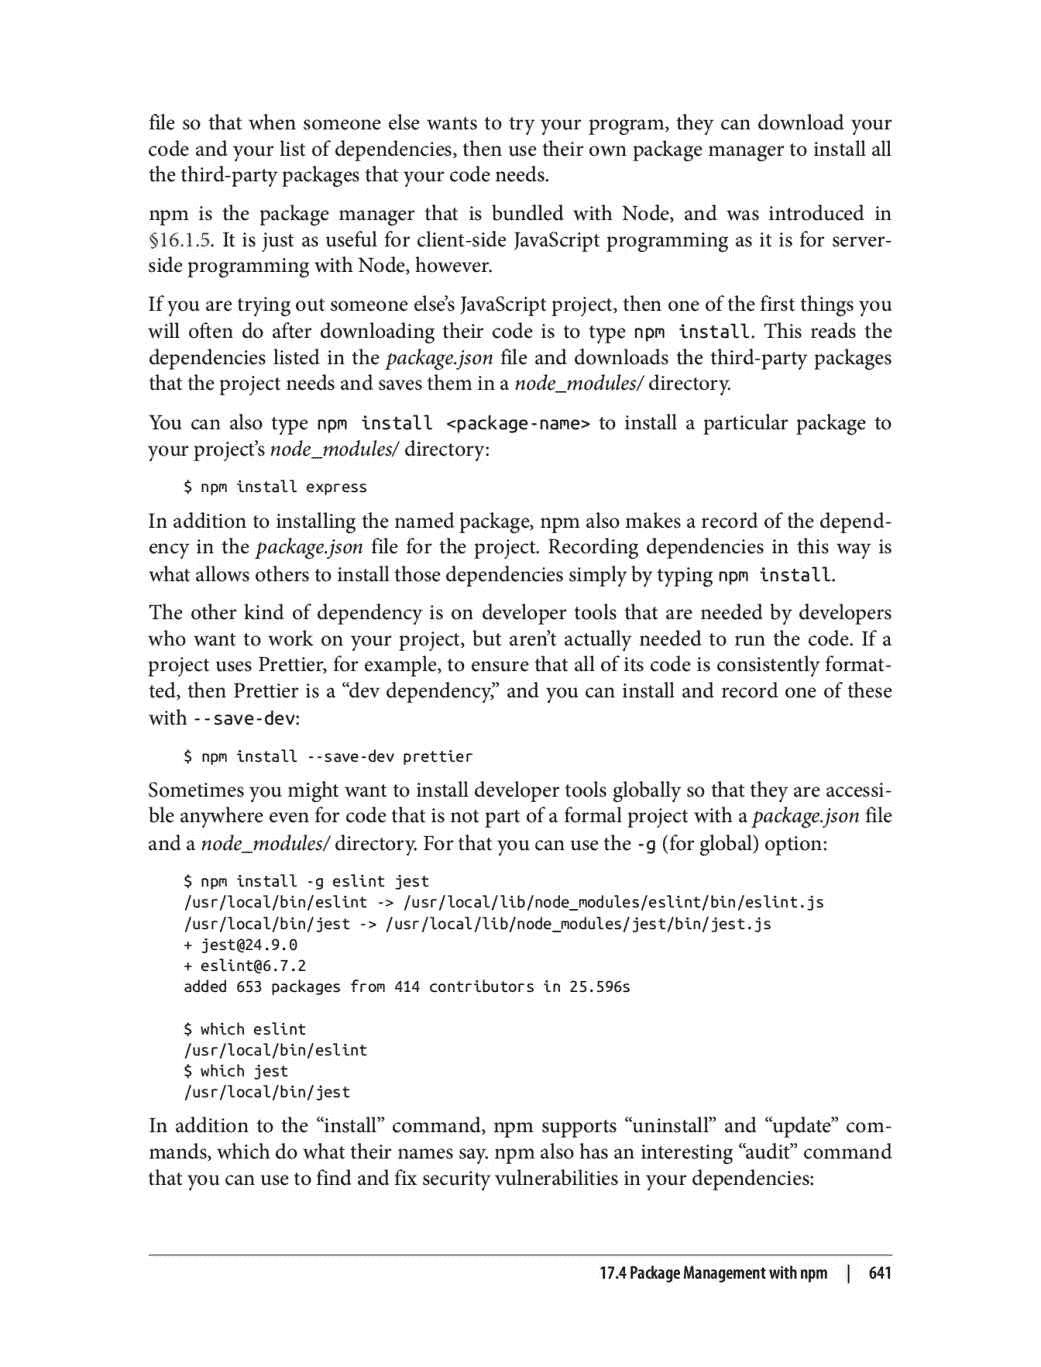 file so that when someone else wants to try your program, they can download your
code and your list of dependencies, then use their own package manager to install all
the third-party packages that your code needs.
npm is the package manager that is bundled with Node, and was introduced in
§16.1.5. It is just as useful for client-side JavaScript programming as it is for server-
side programming with Node, however.
If you are trying out someone else’s JavaScript project, then one of the first things you
will often do after downloading their code is to type npm install. This reads the
dependencies listed in the package.json file and downloads the third-party packages
that the project needs and saves them in a node_modules/ directory.
You can also type npm install <package-name> to install a particular package to
your project’s node_modules/ directory:
$ npm install express
In addition to installing the named package, npm also makes a record of the depend-
ency in the package.json file for the project. Recording dependencies in this way is
what allows others to install those dependencies simply by typing npm install.
The other kind of dependency is on developer tools that are needed by developers
who want to work on your project, but aren’t actually needed to run the code. If a
project uses Prettier, for example, to ensure that all of its code is consistently format-
ted, then Prettier is a “dev dependency,” and you can install and record one of these
with --save-dev:
$ npm install --save-dev prettier
Sometimes you might want to install developer tools globally so that they are accessi-
ble anywhere even for code that is not part of a formal project with a package.json file
and a node_modules/ directory. For that you can use the -g (for global) option:
$ npm install -g eslint jest
/usr/local/bin/eslint -> /usr/local/lib/node_modules/eslint/bin/eslint.js
/usr/local/bin/jest -> /usr/local/lib/node_modules/jest/bin/jest.js
+ jest@24.9.0
+ eslint@6.7.2
added 653 packages from 414 contributors in 25.596s
$ which eslint
/usr/local/bin/eslint
$ which jest
/usr/local/bin/jest
In addition to the “install” command, npm supports “uninstall” and “update” com-
mands, which do what their names say. npm also has an interesting “audit” command
that you can use to find and fix security vulnerabilities in your dependencies:
17.4 Package Management with npm | 641